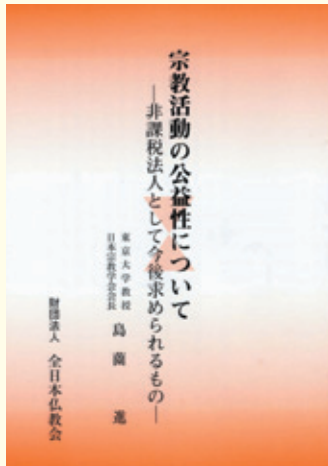 宗教活動の公益性について
―非課税法人として今後求められるもの―
東京大学教授
日本宗教学会会長
島薗 進
財団法人 全日本仏教会